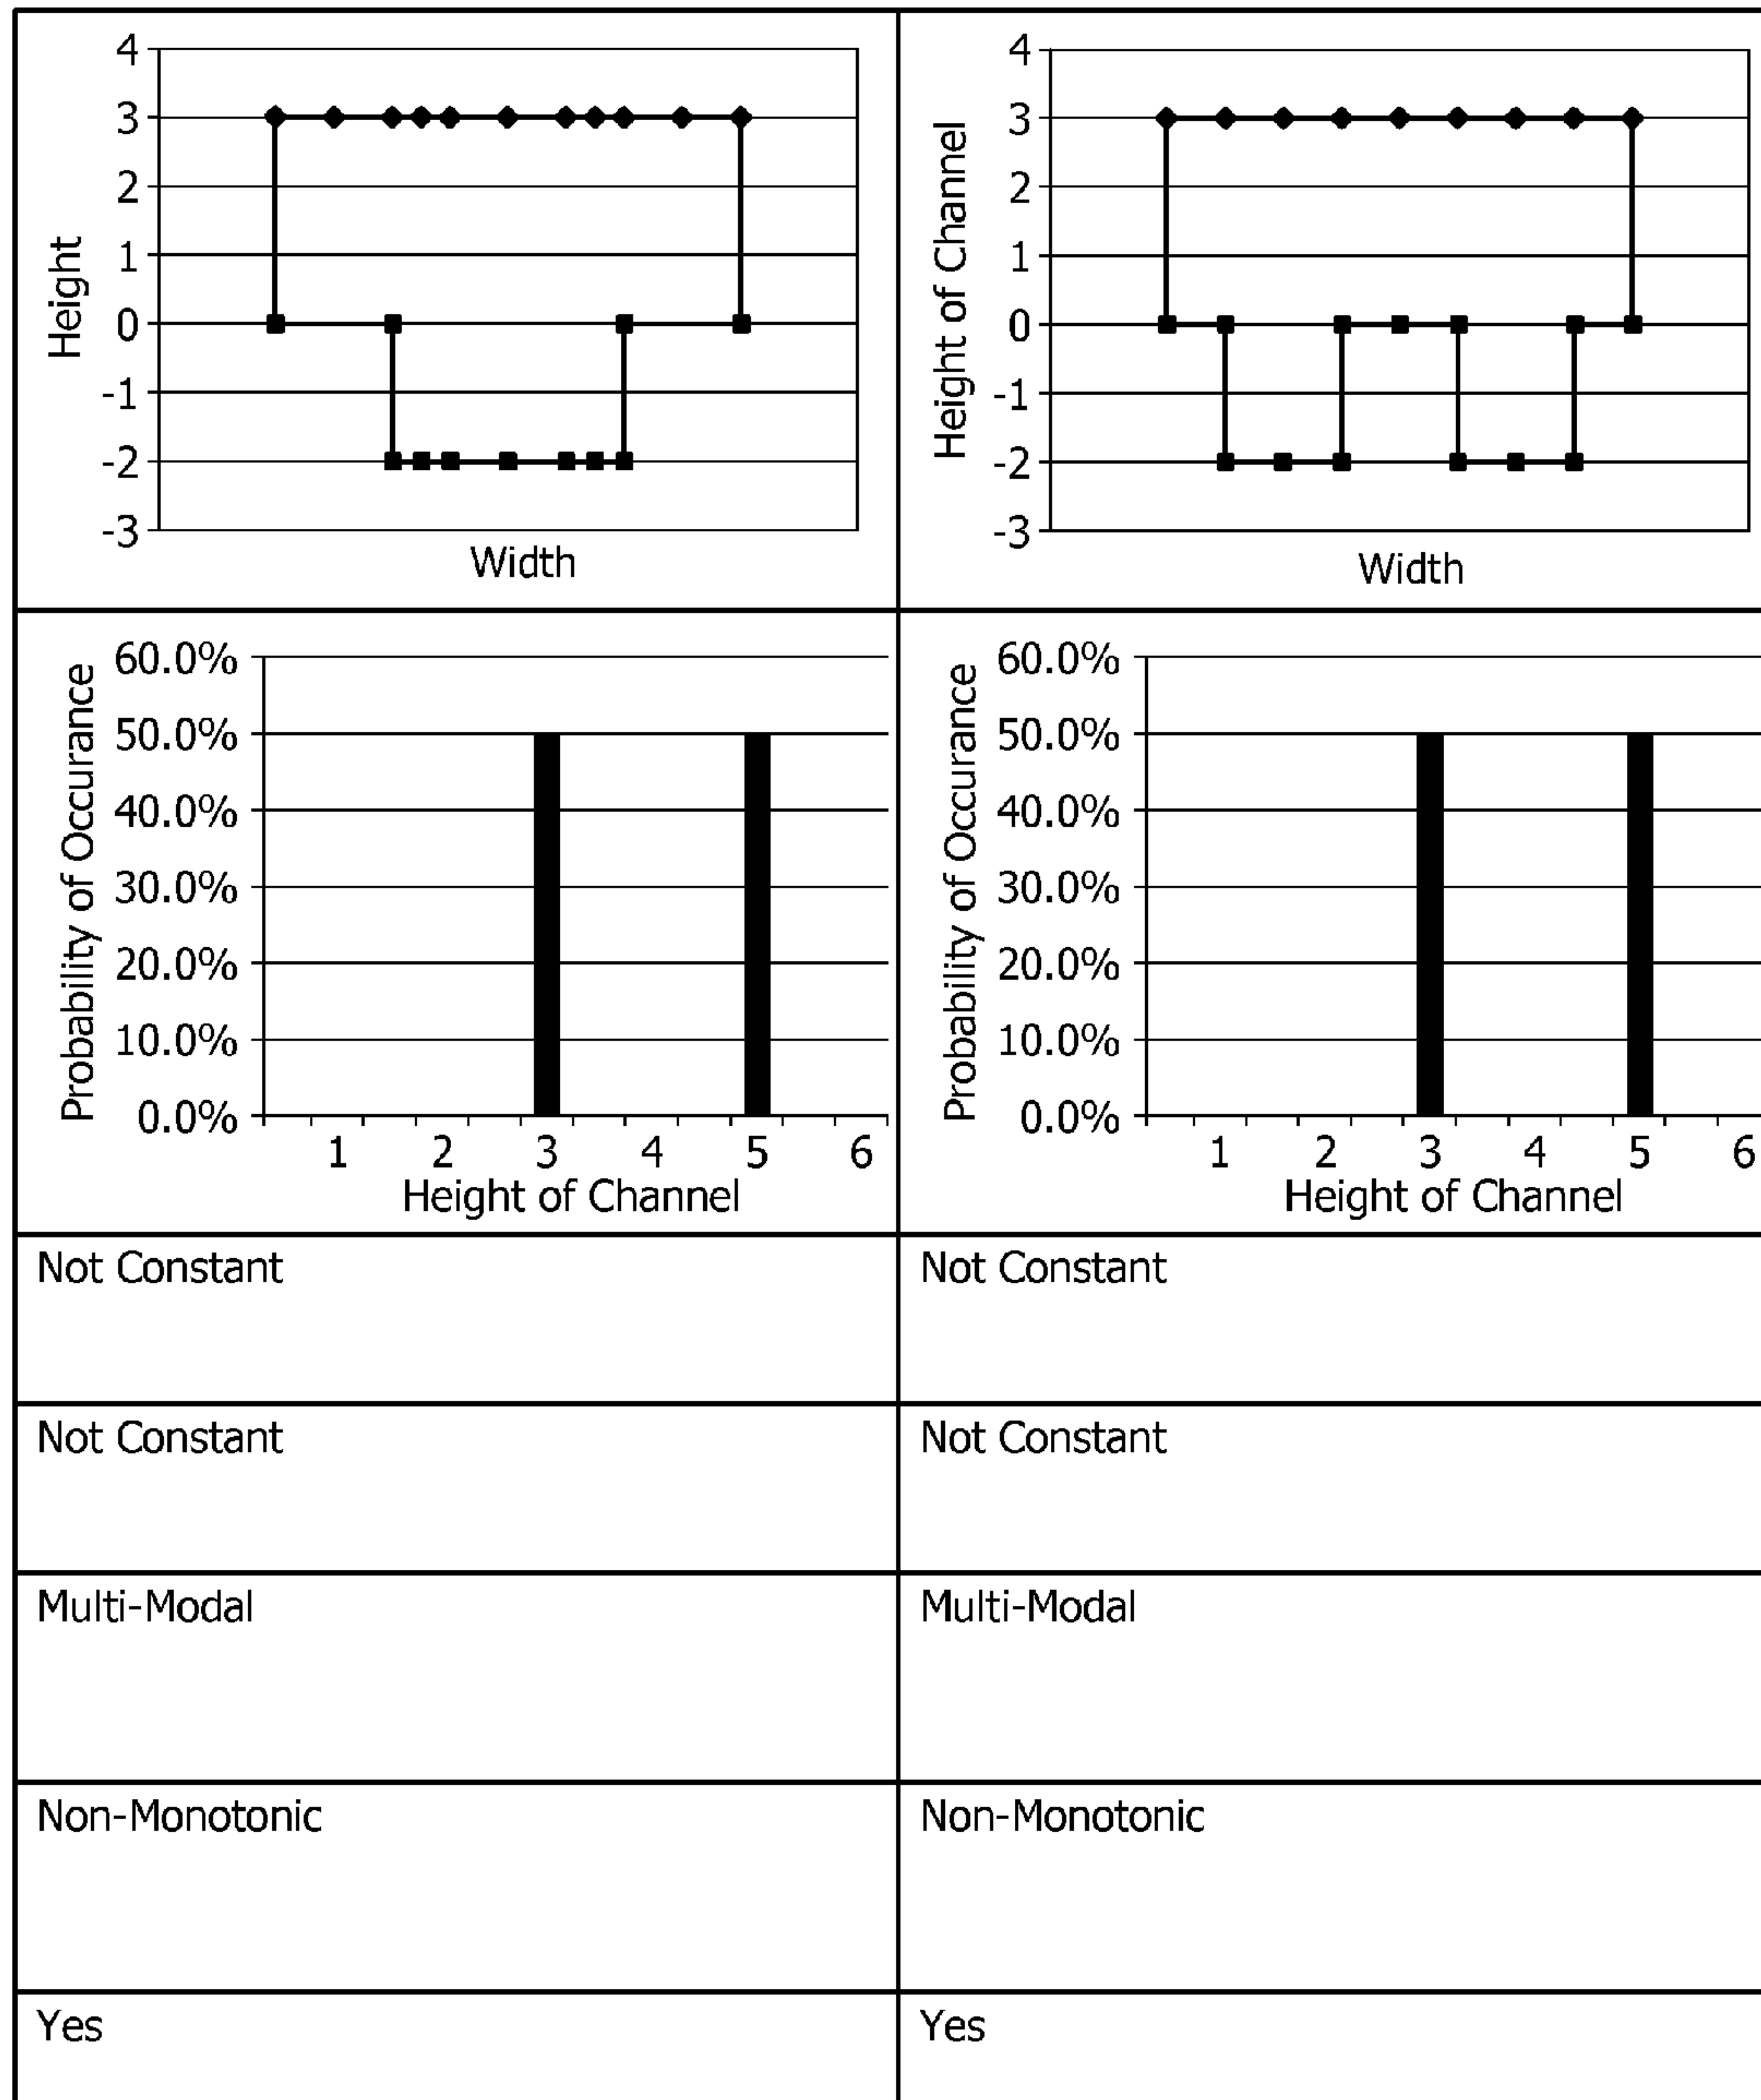 4
3
2
1
0
-1
-2
-3
Height
Width
4
3
2
1
0
-1
-2
-3
Height of Channel
Width
60.0%
50.0%
40.0%
30.0%
20.0%
10.0%
0.0%
Probability of Occurance
1 2 3 4 5 6
Height of Channel
60.0%
50.0%
40.0%
30.0%
20.0%
10.0%
0.0%
Probability of Occurance
1 2 3 4 5 6
Height of Channel
Not Constant
Not Constant
Not Constant
Not Constant
Multi-Modal
Multi-Modal
Non-Monotonic
Non-Monotonic
Yes
Yes